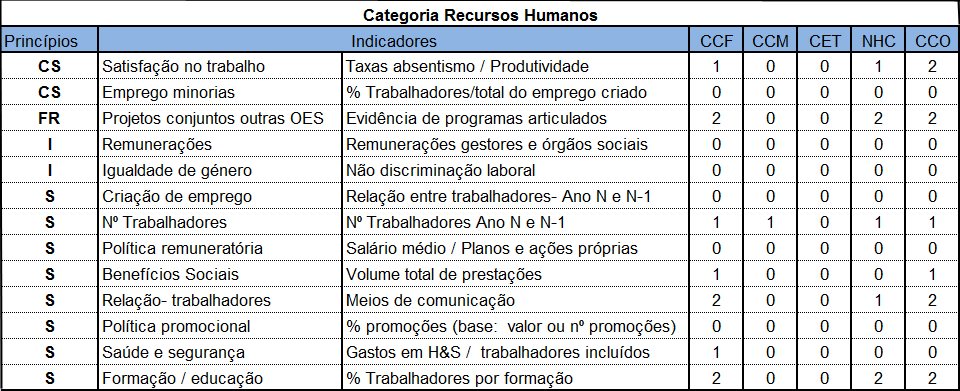 Categoria Recursos Humanos
Princípios Indicadores CCF CCM CET NHC CCO
CS Satisfação no trabalho Taxas absentismo / Produtividade 1 0 0 1 2
CS Emprego minorias % Trabalhadores/total do emprego criado 0 0 0 0 0
FR Projetos conjuntos outras OES Evidência de programas articulados 2 0 0 2 2
I Remunerações Remunerações gestores e órgãos sociais 0 0 0 0 0
I Igualdade de género Não discriminação laboral 0 0 0 0 0
S Criação de emprego Relação entre trabalhadores- Ano N e N-1 0 0 0 0 0
S Nº Trabalhadores Nº Trabalhadores Ano N e N-1 1 1 0 1 1
S Política remuneratória Salário médio / Planos e ações próprias 0 0 0 0 0
S Benefícios Sociais Volume total de prestações 1 0 0 0 1
S Relação- trabalhadores Meios de comunicação 2 0 0 1 2
S Política promocional % promoções (base: valor ou nº promoções) 0 0 0 0 0
S Saúde e segurança Gastos em H&S / trabalhadores incluídos 1 0 0 0 0
S Formação / educação % Trabalhadores por formação 2 0 0 2 2